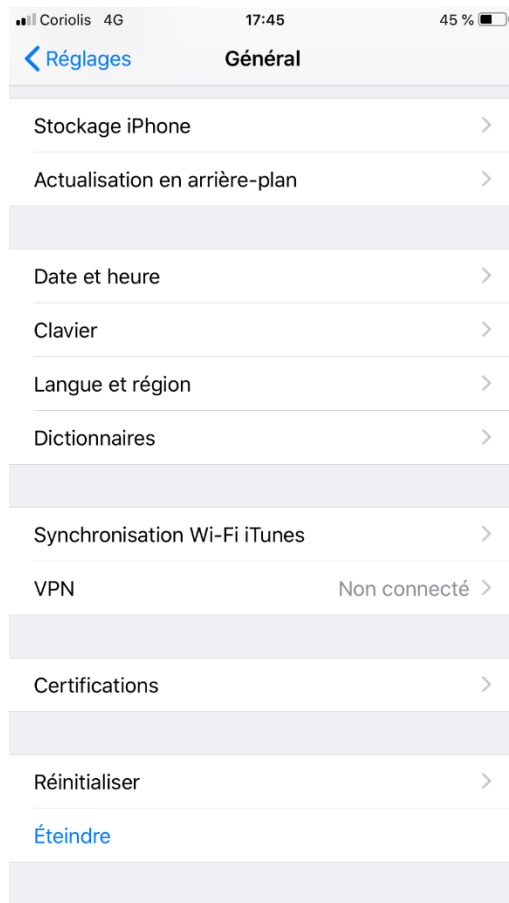 Coriolis 4G 17:45 45 %
Réglages Général
Stockage iPhone
Actualisation en arrière-plan
Date et heure
Clavier
Langue et région
Dictionnaires
Synchronisation Wi-Fi iTunes
VPN Non connecté
Certifications
Réinitialiser
Éteindre